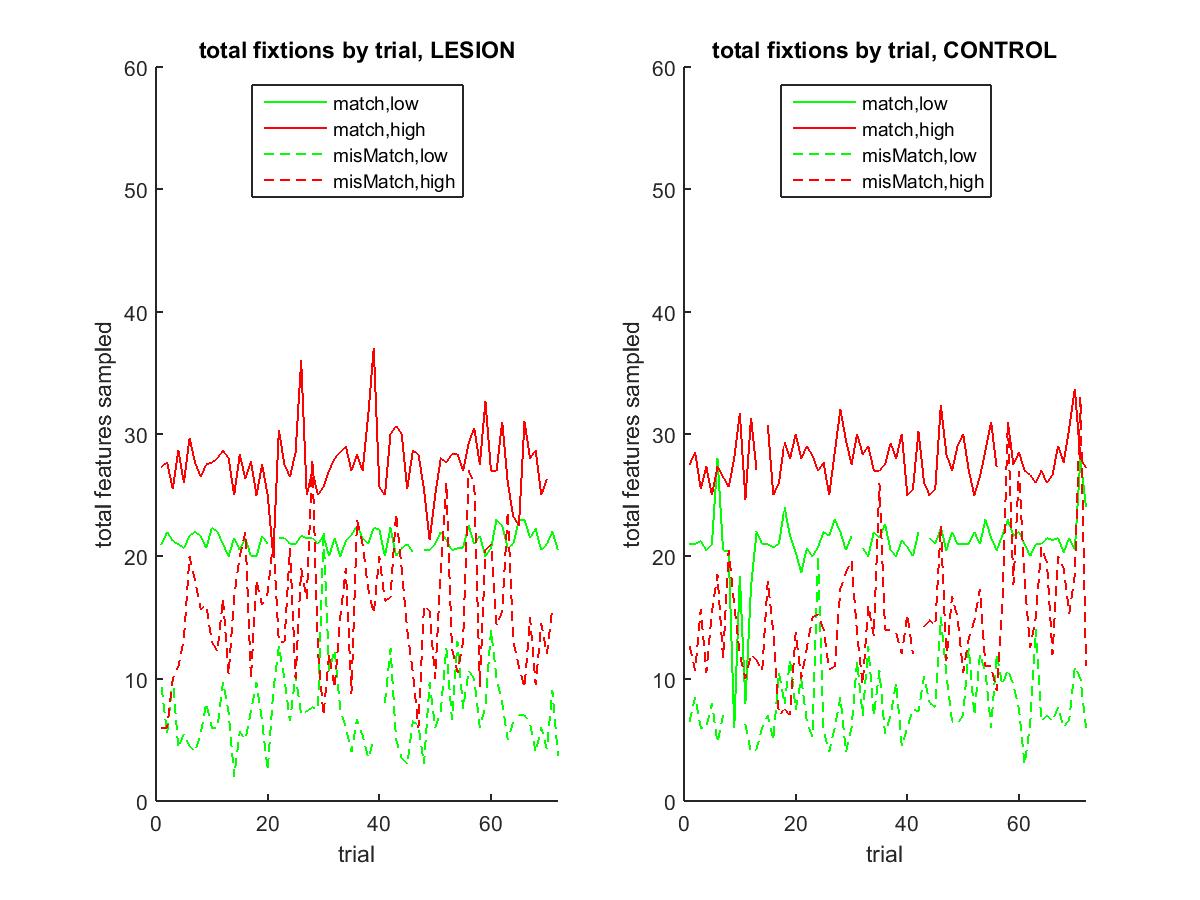 total fixtions by trial, LESION
60
50
40
30
20
10
0
match,low
match,high
misMatch,low
misMatch,high
total features sampled
0 20 40 60
trial
total fixtions by trial, CONTROL
60
50
40
30
20
10
0
match,low
match,high
misMatch,low
misMatch,high
total features sampled
0 20 40 60
trial